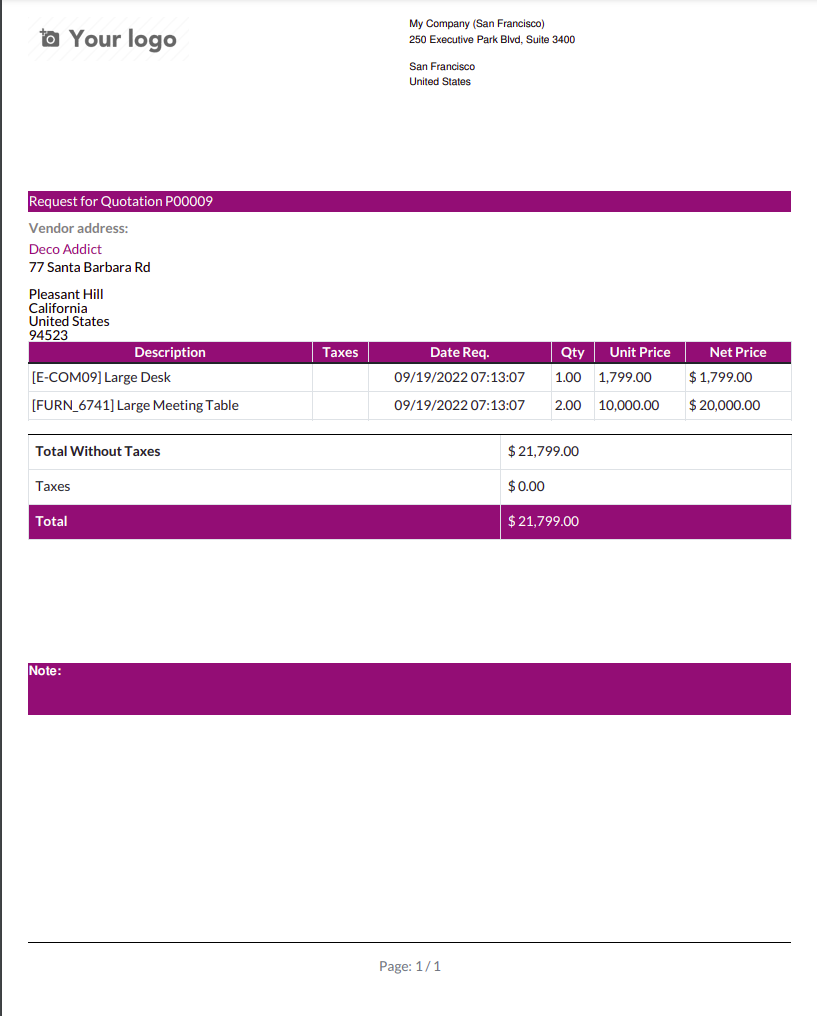 Your logo
My Company (San Francisco)
250 Executive Park Blvd, Suite 3400
San Francisco
United States
Request for Quotation P00009
Vendor address:
Deco Addict
77 Santa Barbara Rd
Pleasant Hill
California
United States
94523
Description Taxes Date Req. Qty Unit Price Net Price
[E-COM09] Large Desk 09/19/2022 07:13:07 1.00 1,799.00 $ 1,799.00
[FURN_6741] Large Meeting Table 09/19/2022 07:13:07 2.00 10,000.00 $ 20,000.00
Total Without Taxes $ 21,799.00
Taxes $ 0.00
Total $ 21,799.00
Note:
Page: 1 / 1